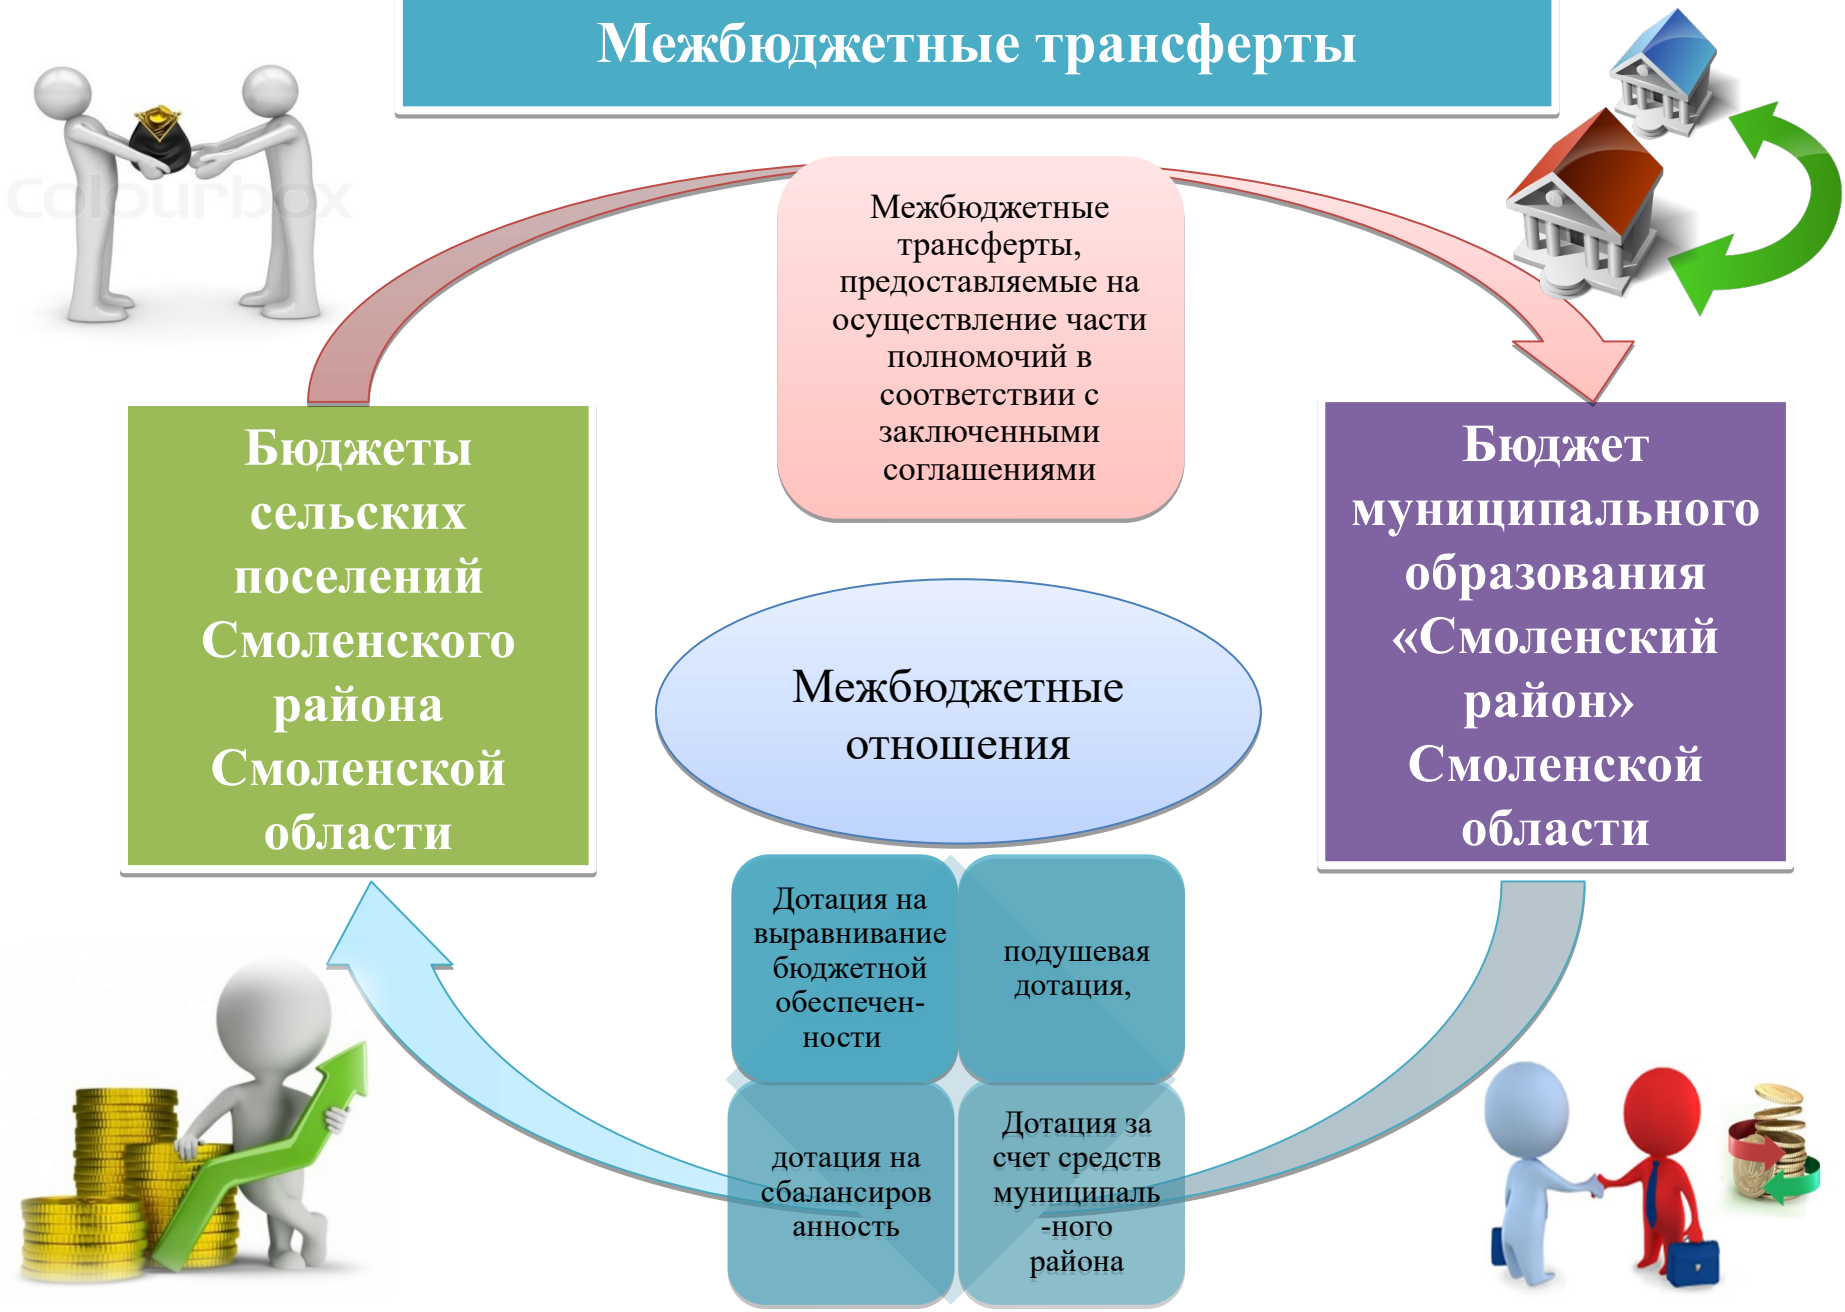 Межбюджетные трансферты
colourbox
Межбюджетные
трансферты,
предоставляемые на
осуществление части
полномочий в
соответствии с
заключенными
соглашениями
Бюджеты
сельских
поселений
Смоленского
района
Смоленской
области
Бюджет
муниципального
образования
«Смоленский
район»
Смоленской
области
Межбюджетные
отношения
Дотация на
выравнивание
бюджетной
обеспечен-
ности
подушевая
дотация,
дотация на
сбалансиров
анность
Дотация за
счет средств
муниципаль
-ного
района